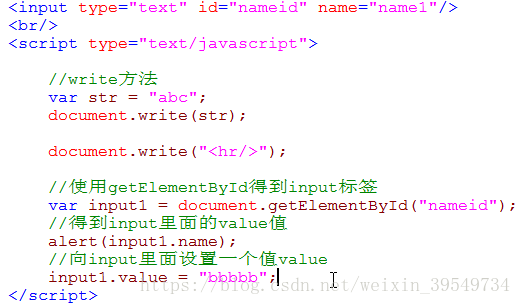 <input type="text" id="nameid" name="name1"/>
<br/>
<script type="text/javascript">
//write方法
var str = "abc";
document.write(str);
document.write("<hr/>");
//使用getElementById得到input标签
var input1 = document.getElementById("nameid");
//得到input里面的value值
alert(input1.name);
//向input里面设置一个值value
input1.value = "bbbbb";
</script>
https://blog.csdn.net/weixin_39549734